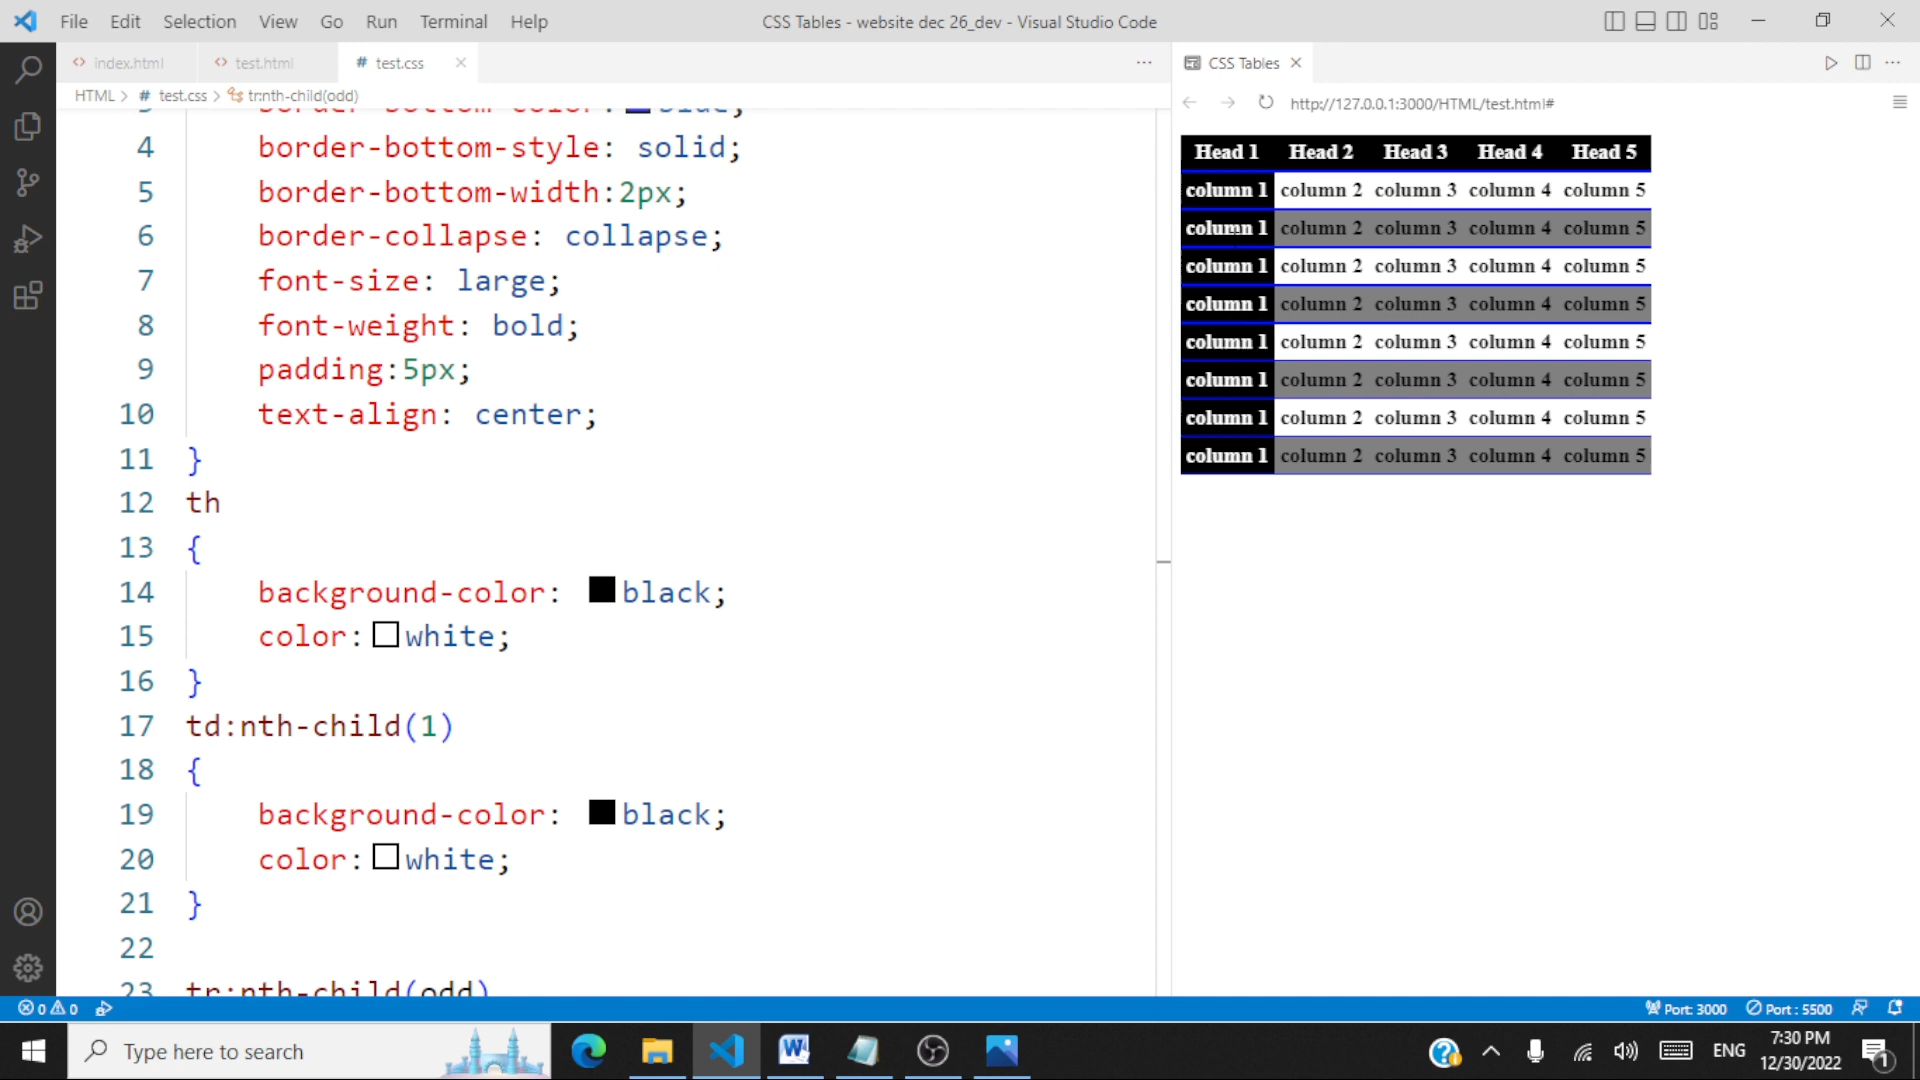 File Edit Selection View Go Run Terminal Help
CSS Tables - website dec 26_dev - Visual Studio Code
index.html
test.html
# test.css
CSS Tables
HTML > # test.css > tr:nth-child(odd)
http://127.0.0.1:3000/HTML/test.html#
3 border-bottom-color: blue;
4 border-bottom-style: solid;
5 border-bottom-width:2px;
6 border-collapse: collapse;
7 font-size: large;
8 font-weight: bold;
9 padding:5px;
10 text-align: center;
11 }
12 th
13 {
14 background-color: black;
15 color: white;
16 }
17 td:nth-child(1)
18 {
19 background-color: black;
20 color: white;
21 }
22
23 tr:nth-child(odd)
Head 1 Head 2 Head 3 Head 4 Head 5
column 1 column 2 column 3 column 4 column 5
column 1 column 2 column 3 column 4 column 5
column 1 column 2 column 3 column 4 column 5
column 1 column 2 column 3 column 4 column 5
column 1 column 2 column 3 column 4 column 5
column 1 column 2 column 3 column 4 column 5
column 1 column 2 column 3 column 4 column 5
column 1 column 2 column 3 column 4 column 5
0 0
Port: 3000
Port : 5500
Type here to search
ENG
7:30 PM
12/30/2022
1